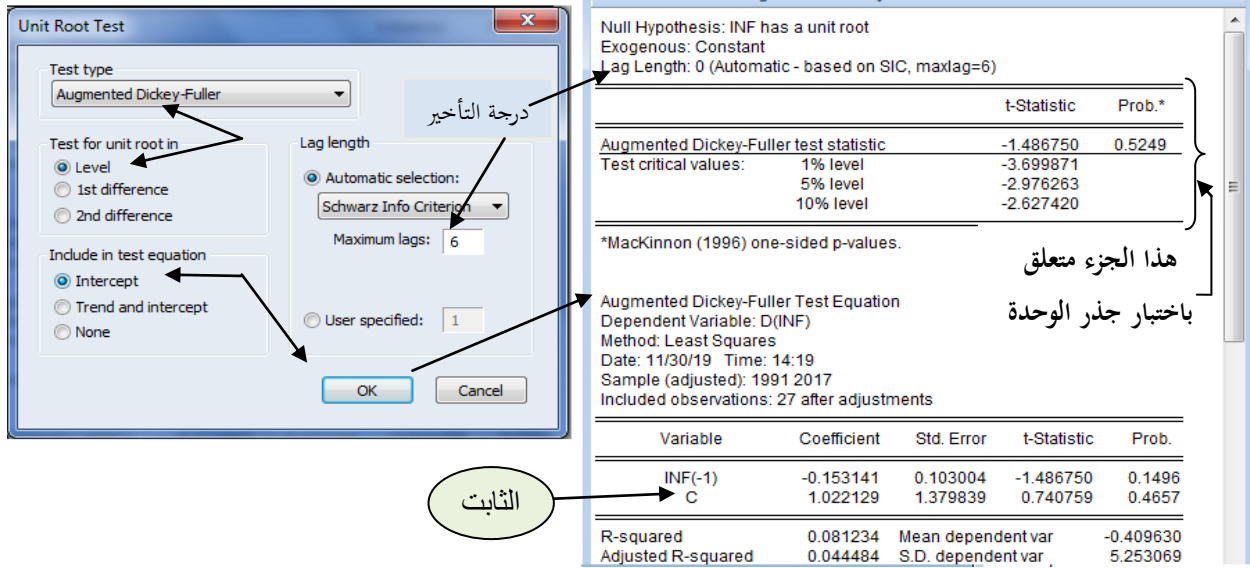 Unit Root Test
Test type
Augmented Dickey-Fuller
Test for unit root in
Level
1st difference
2nd difference
Include in test equation
Intercept
Trend and intercept
None
درجة التأخير
Lag length
Automatic selection:
Schwarz Info Criterion
Maximum lags: 6
User specified: 1
OK Cancel
Null Hypothesis: INF has a unit root
Exogenous: Constant
Lag Length: 0 (Automatic - based on SIC, maxlag=6)
t-Statistic Prob.*
Augmented Dickey-Fuller test statistic -1.486750 0.5249
Test critical values: 1% level -3.699871
5% level -2.976263
10% level -2.627420
*MacKinnon (1996) one-sided p-values.
هذا الجزء متعلق
باختبار جذر الوحدة
Augmented Dickey-Fuller Test Equation
Dependent Variable: D(INF)
Method: Least Squares
Date: 11/30/19 Time: 14:19
Sample (adjusted): 1991 2017
Included observations: 27 after adjustments
Variable Coefficient Std. Error t-Statistic Prob.
INF(-1) -0.153141 0.103004 -1.486750 0.1496
C 1.022129 1.379839 0.740759 0.4657
الثابت
R-squared 0.081234 Mean dependent var -0.409630
Adjusted R-squared 0.044484 S.D. dependent var 5.253069